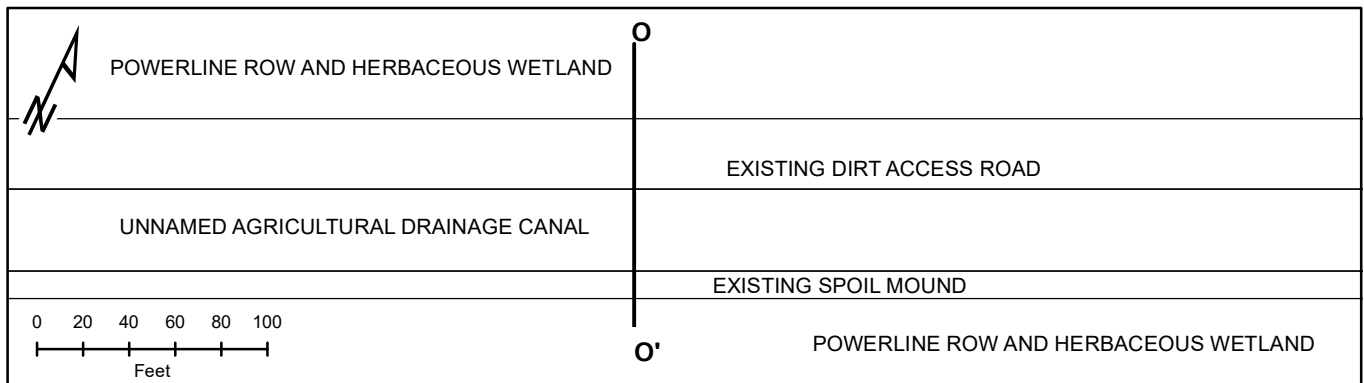 O
POWERLINE ROW AND HERBACEOUS WETLAND
N
EXISTING DIRT ACCESS ROAD
UNNAMED AGRICULTURAL DRAINAGE CANAL
EXISTING SPOIL MOUND
0 20 40 60 80 100
Feet
O'
POWERLINE ROW AND HERBACEOUS WETLAND